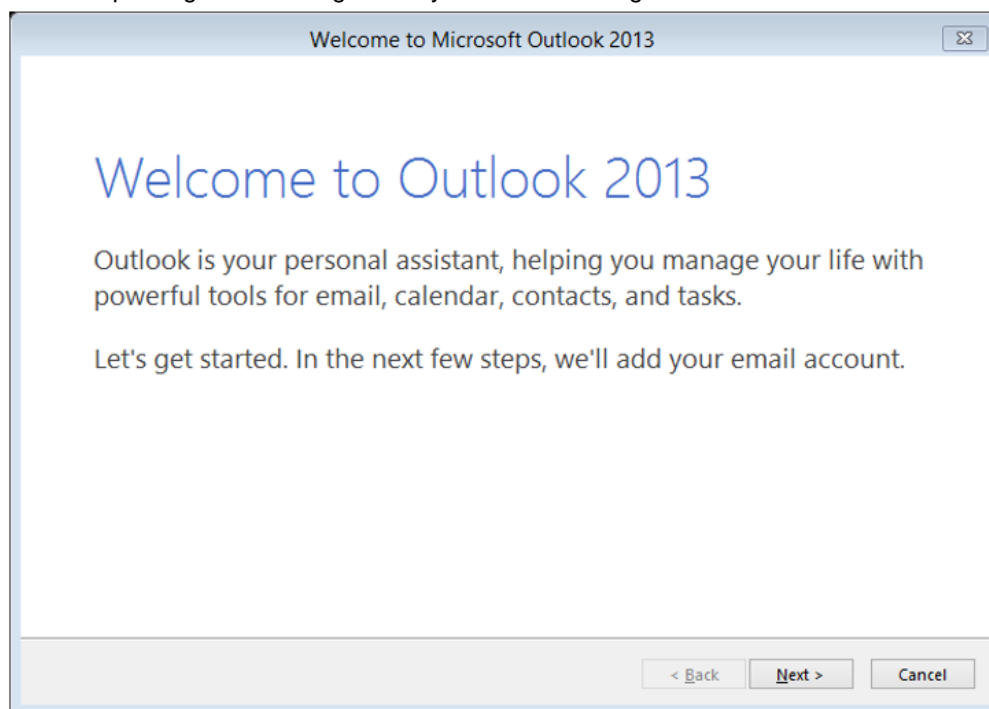 Welcome to Microsoft Outlook 2013
Welcome to Outlook 2013
Outlook is your personal assistant, helping you manage your life with
powerful tools for email, calendar, contacts, and tasks.
Let's get started. In the next few steps, we'll add your email account.
< Back Next > Cancel